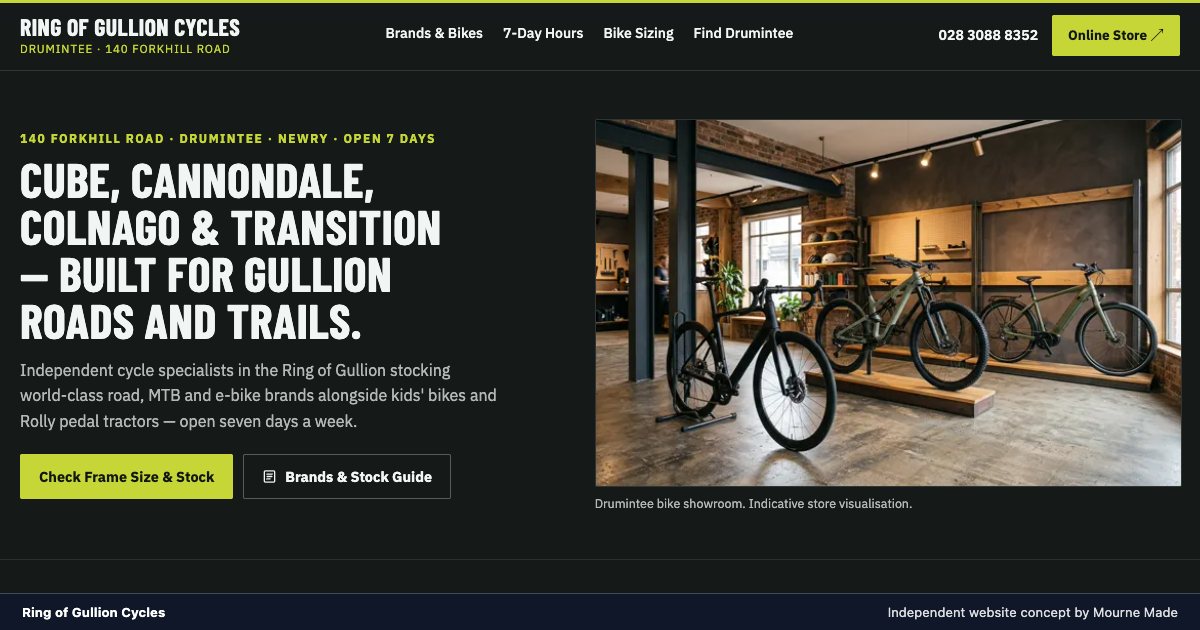 RING OF GULLION CYCLES
DRUMINTEE · 140 FORKHILL ROAD
Brands & Bikes
7-Day Hours
Bike Sizing
Find Drumintee
028 3088 8352
Online Store ↗
140 FORKHILL ROAD · DRUMINTEE · NEWRY · OPEN 7 DAYS
CUBE, CANNONDALE,
COLNAGO & TRANSITION
— BUILT FOR GULLION
ROADS AND TRAILS.
Independent cycle specialists in the Ring of Gullion stocking
world-class road, MTB and e-bike brands alongside kids' bikes and
Rolly pedal tractors — open seven days a week.
Check Frame Size & Stock
Brands & Stock Guide
Drumintee bike showroom. Indicative store visualisation.
Ring of Gullion Cycles
Independent website concept by Mourne Made